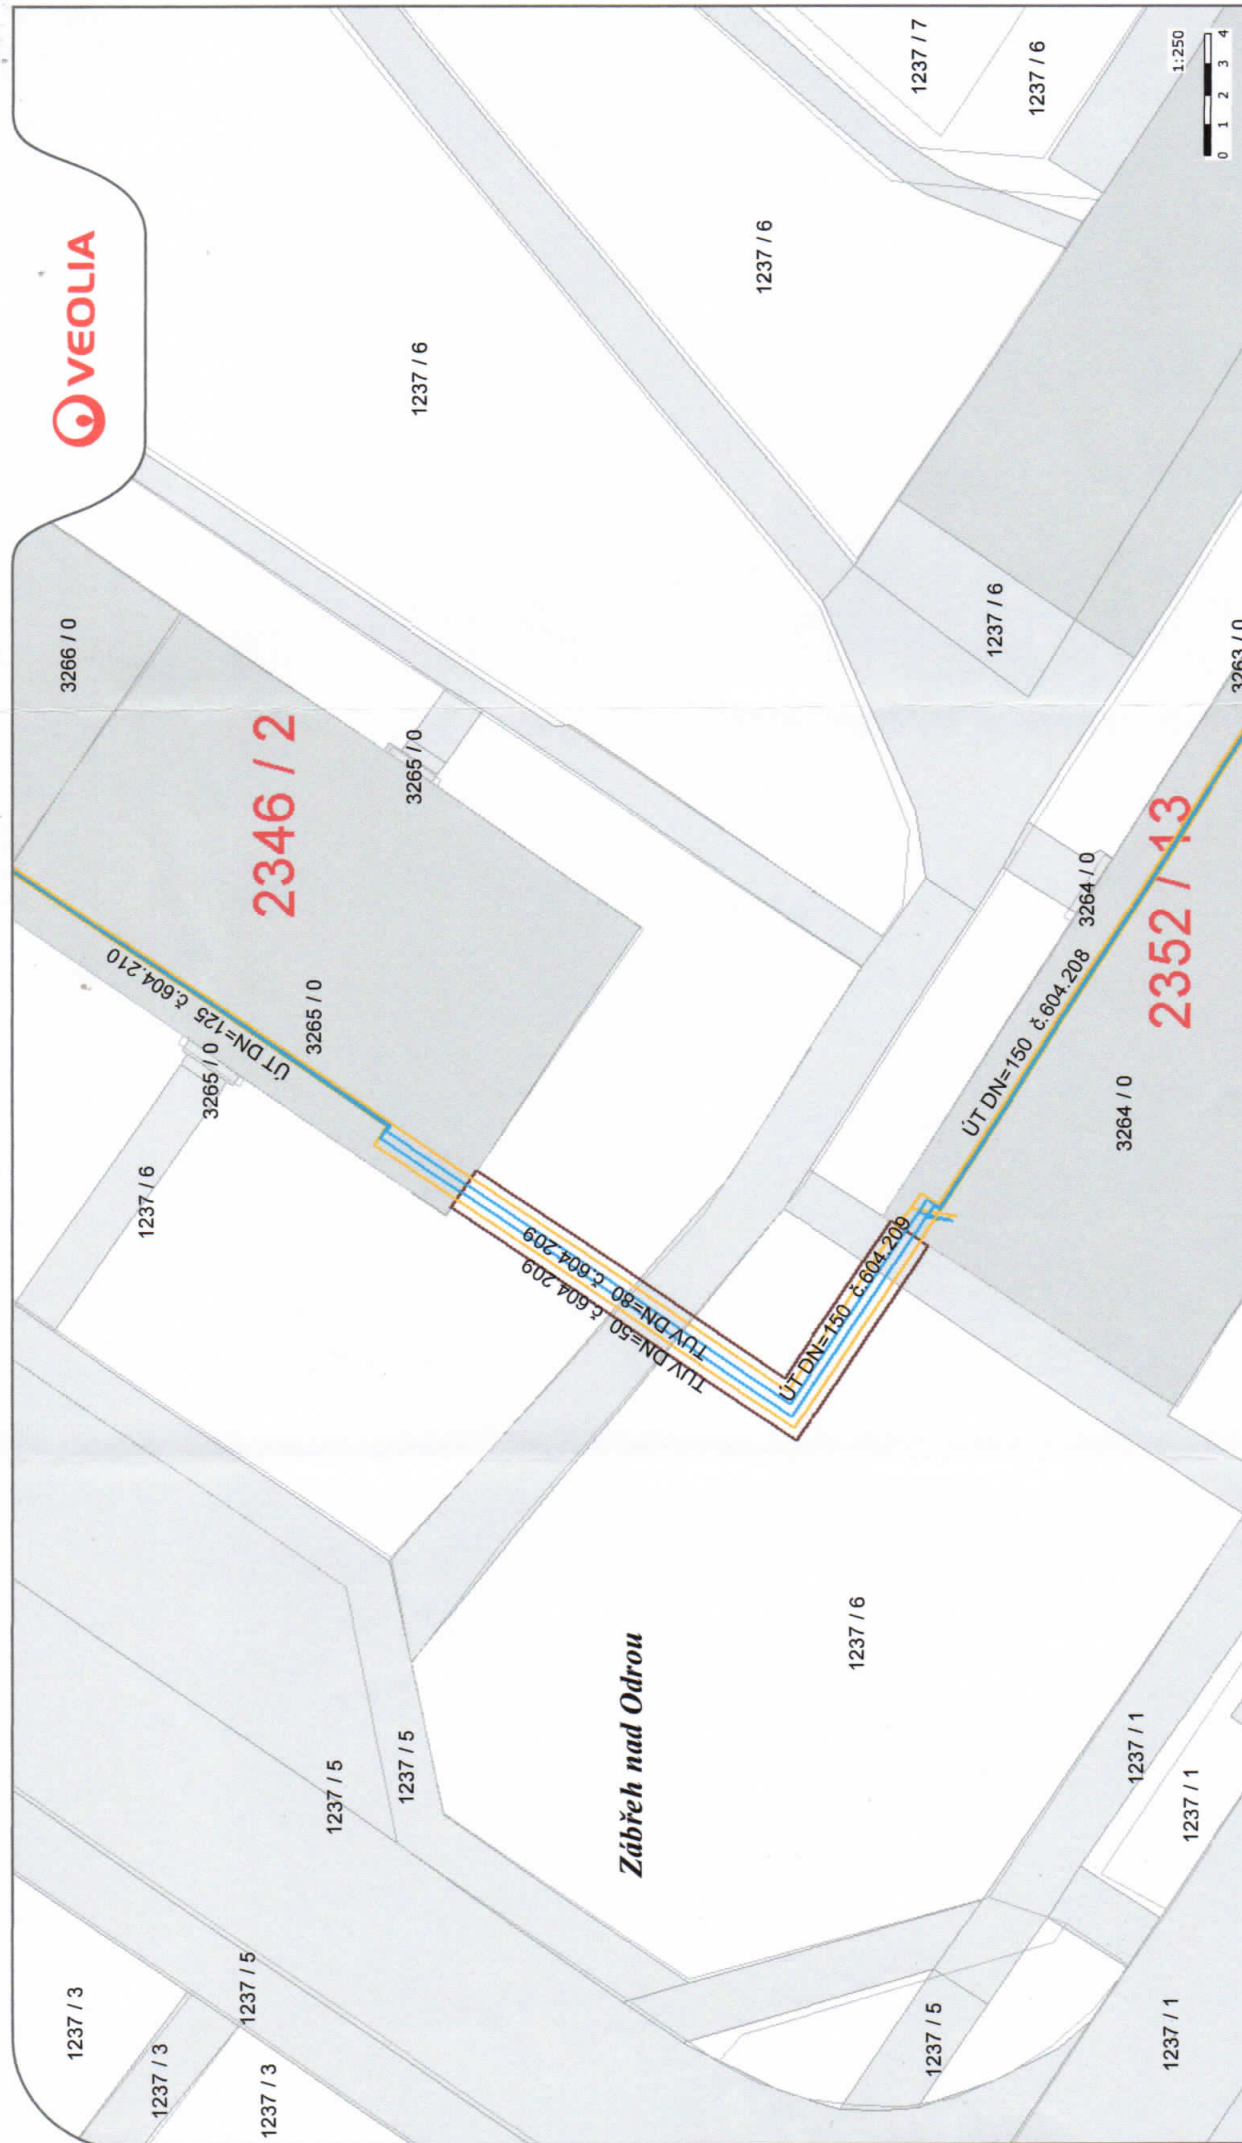 VEOLIA
1:250
0 1 2 3 4
1237 / 7
1237 / 6
1237 / 6
1237 / 6
1237 / 6
3266 / 0
2346 / 2
3265 / 0
3265 / 0
3265 / 0
ÚT DN=125 č.604.210
1237 / 6
TUV DN=50 č.604.209
TUV DN=80 č.604.209
ÚT DN=150 č.604.209
ÚT DN=150 č.604.208
3263 / 0
3264 / 0
2352 / 13
3264 / 0
Zábřeh nad Odrou
1237 / 6
1237 / 5
1237 / 5
1237 / 5
1237 / 3
1237 / 3
1237 / 3
1237 / 5
1237 / 1
1237 / 1
1237 / 1